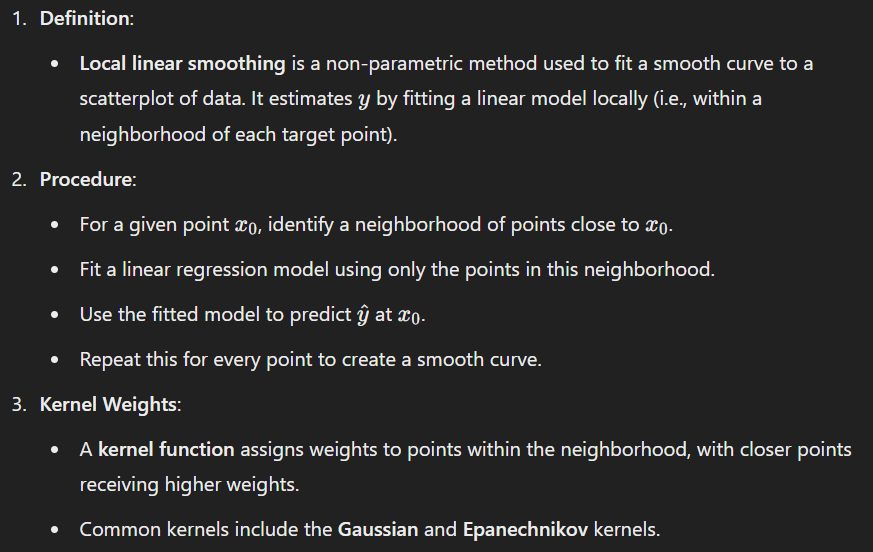 1. Definition:
• Local linear smoothing is a non-parametric method used to fit a smooth curve to a
scatterplot of data. It estimates y by fitting a linear model locally (i.e., within a
neighborhood of each target point).
2. Procedure:
• For a given point x₀, identify a neighborhood of points close to x₀.
• Fit a linear regression model using only the points in this neighborhood.
• Use the fitted model to predict ŷ at x₀.
• Repeat this for every point to create a smooth curve.
3. Kernel Weights:
• A kernel function assigns weights to points within the neighborhood, with closer points
receiving higher weights.
• Common kernels include the Gaussian and Epanechnikov kernels.